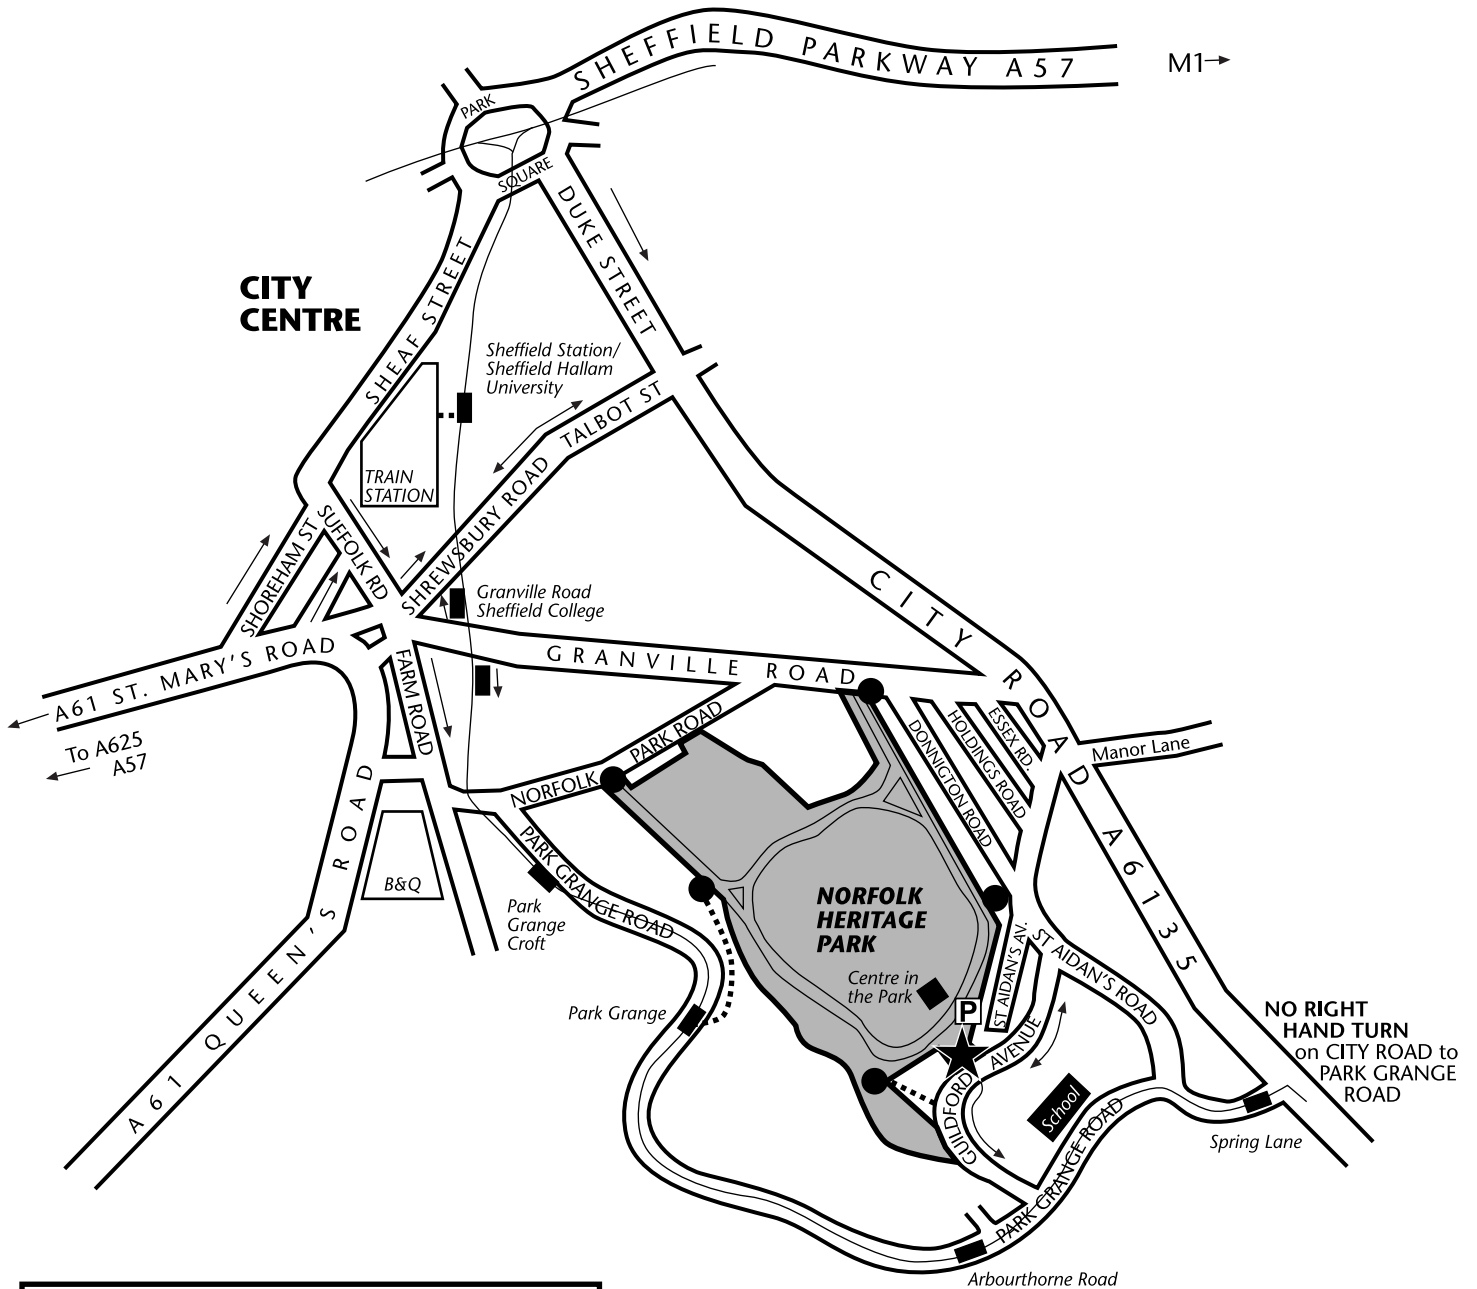 SHEFFIELD PARKWAY A57
M1
PARK
SQUARE
DUKE STREET
CITY
CENTRE
SHEAF STREET
Sheffield Station/
Sheffield Hallam
University
TALBOT ST
TRAIN
STATION
SHREWSBURY ROAD
SUFFOLK RD
SHOREHAM ST
Granville Road
Sheffield College
CITY ROAD A6135
GRANVILLE ROAD
A61 ST. MARY'S ROAD
FARM ROAD
To A625
A57
NORFOLK PARK ROAD
DONNINGTON ROAD
HOLDINGS ROAD
ESSEX RD.
Manor Lane
A61 QUEEN'S ROAD
B&Q
PARK GRANGE ROAD
Park
Grange
Croft
NORFOLK
HERITAGE
PARK
Centre in
the Park
P
ST AIDAN'S AV.
ST AIDAN'S ROAD
Park Grange
GUILDFORD AVENUE
School
NO RIGHT
HAND TURN
on CITY ROAD to
PARK GRANGE
ROAD
Spring Lane
PARK GRANGE ROAD
Arbourthorne Road